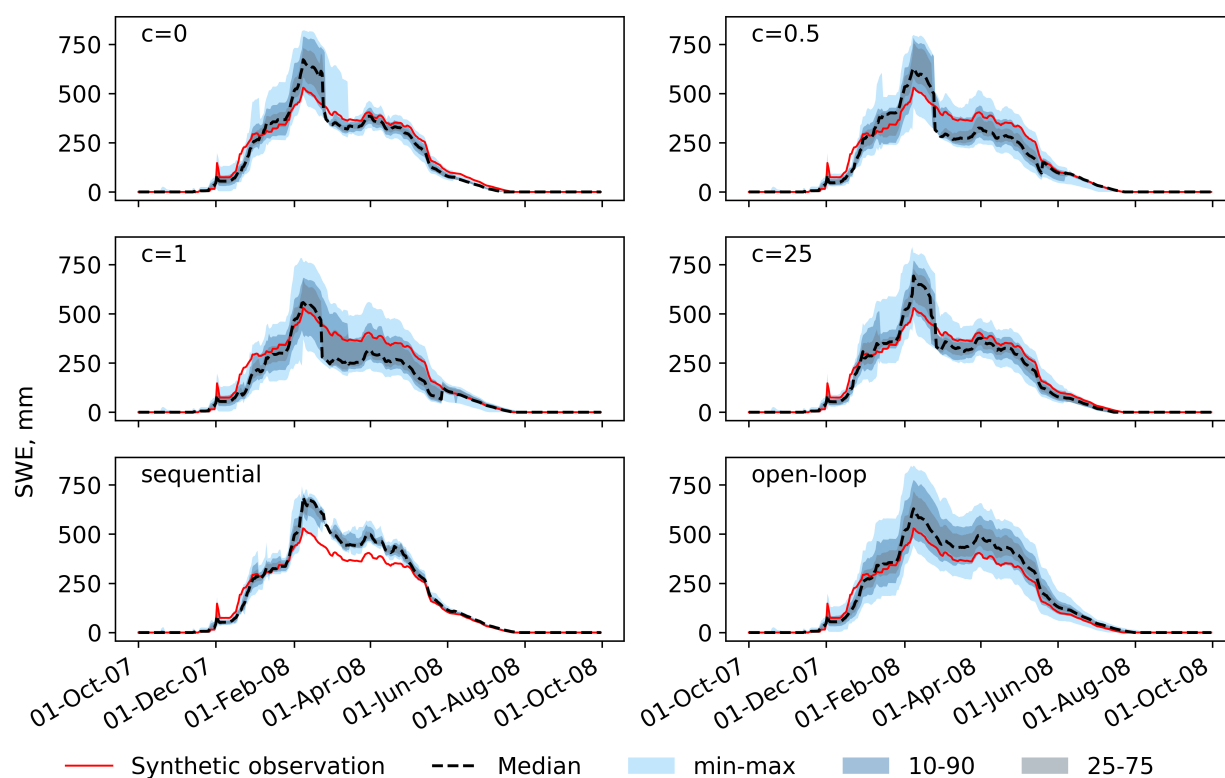 c=0
c=0.5
750
500
250
0
750
500
250
0
c=1
c=25
750
500
250
0
750
500
250
0
SWE, mm
sequential
open-loop
750
500
250
0
750
500
250
0
01-Oct-07
01-Dec-07
01-Feb-08
01-Apr-08
01-Jun-08
01-Aug-08
01-Oct-08
01-Oct-07
01-Dec-07
01-Feb-08
01-Apr-08
01-Jun-08
01-Aug-08
01-Oct-08
Synthetic observation
Median
min-max
10-90
25-75